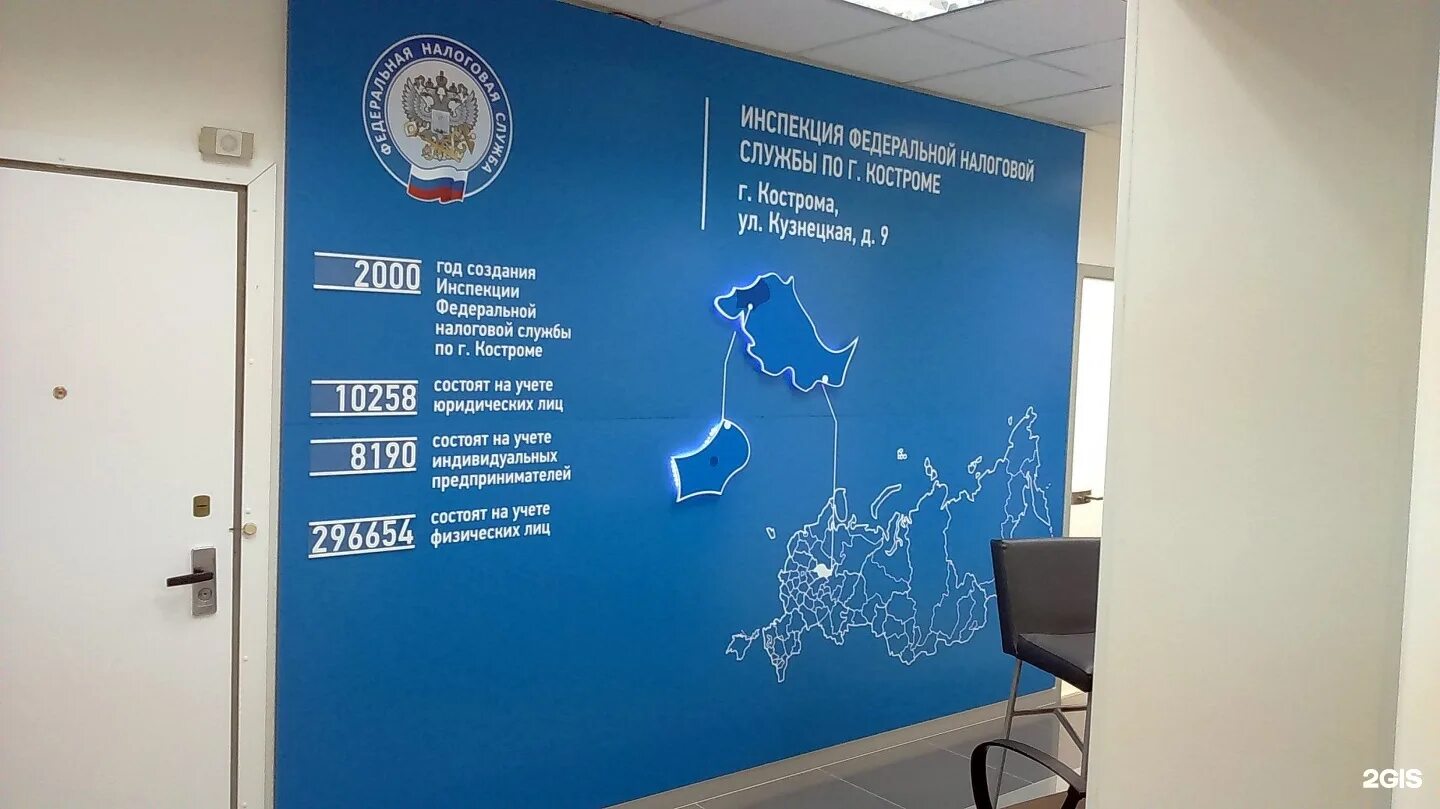 ФЕДЕРАЛЬНАЯ НАЛОГОВАЯ СЛУЖБА
ИНСПЕКЦИЯ ФЕДЕРАЛЬНОЙ НАЛОГОВОЙ
СЛУЖБЫ ПО Г. КОСТРОМЕ
г. Кострома,
ул. Кузнецкая, д. 9
2000
год создания
Инспекции
Федеральной
налоговой службы
по г. Костроме
10258
состоят на учете
юридических лиц
8190
состоят на учете
индивидуальных
предпринимателей
296654
состоят на учете
физических лиц
2GIS